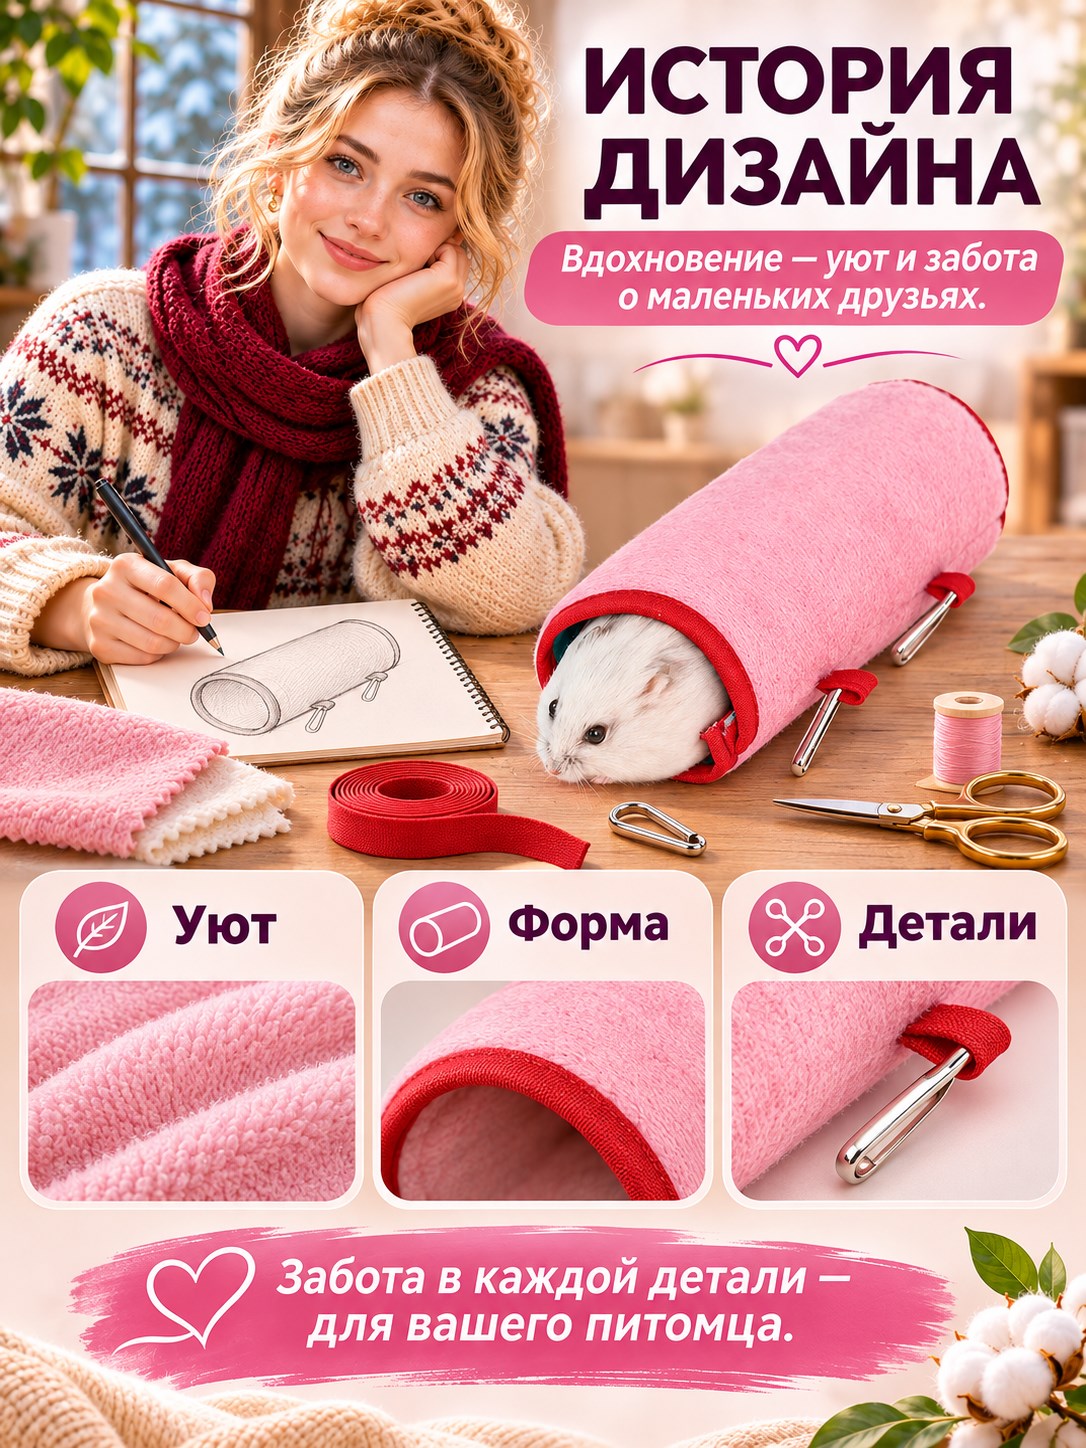 ИСТОРИЯ
ДИЗАЙНА
Вдохновение — уют и забота
о маленьких друзьях.
Уют
Форма
Детали
Забота в каждой детали —
для вашего питомца.